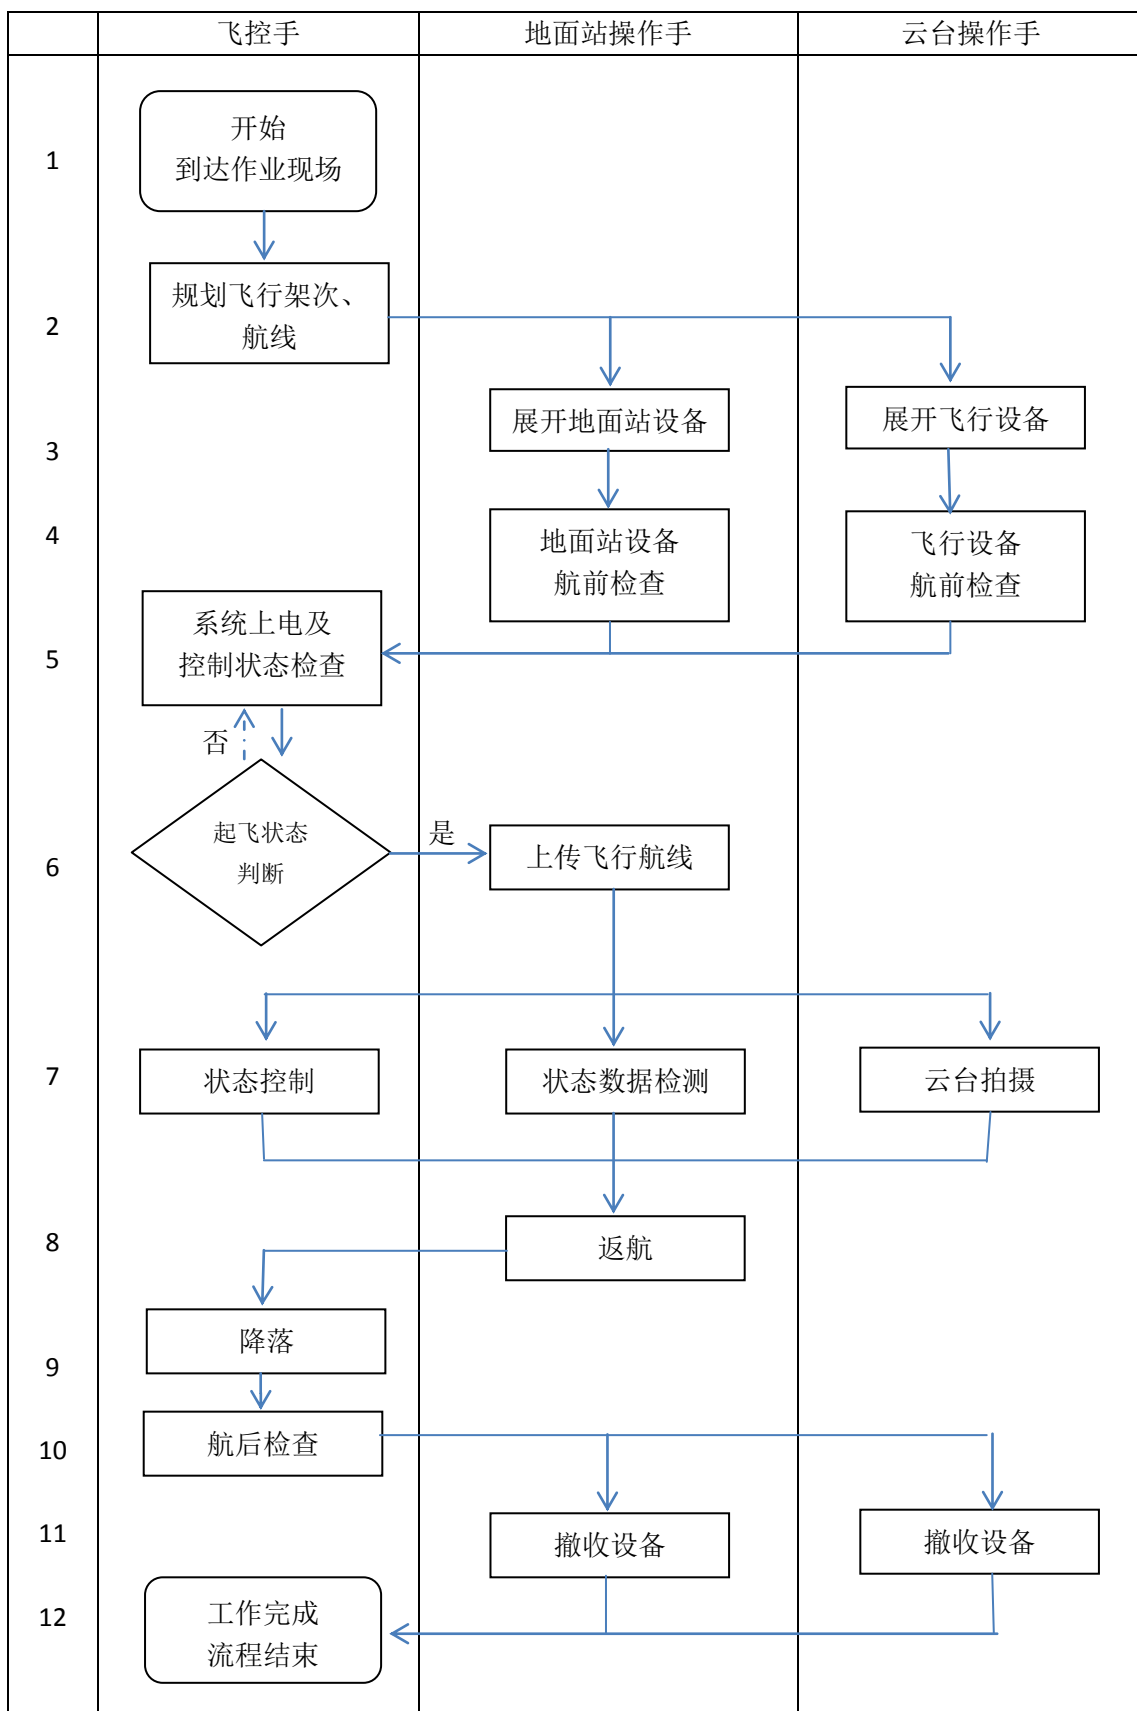 飞控手
地面站操作手
云台操作手
1
开始
到达作业现场
2
规划飞行架次、
航线
3
展开地面站设备
展开飞行设备
4
地面站设备
航前检查
飞行设备
航前检查
5
系统上电及
控制状态检查
否
6
起飞状态
判断
是
上传飞行航线
7
状态控制
状态数据检测
云台拍摄
8
返航
9
降落
10
航后检查
11
撤收设备
撤收设备
12
工作完成
流程结束